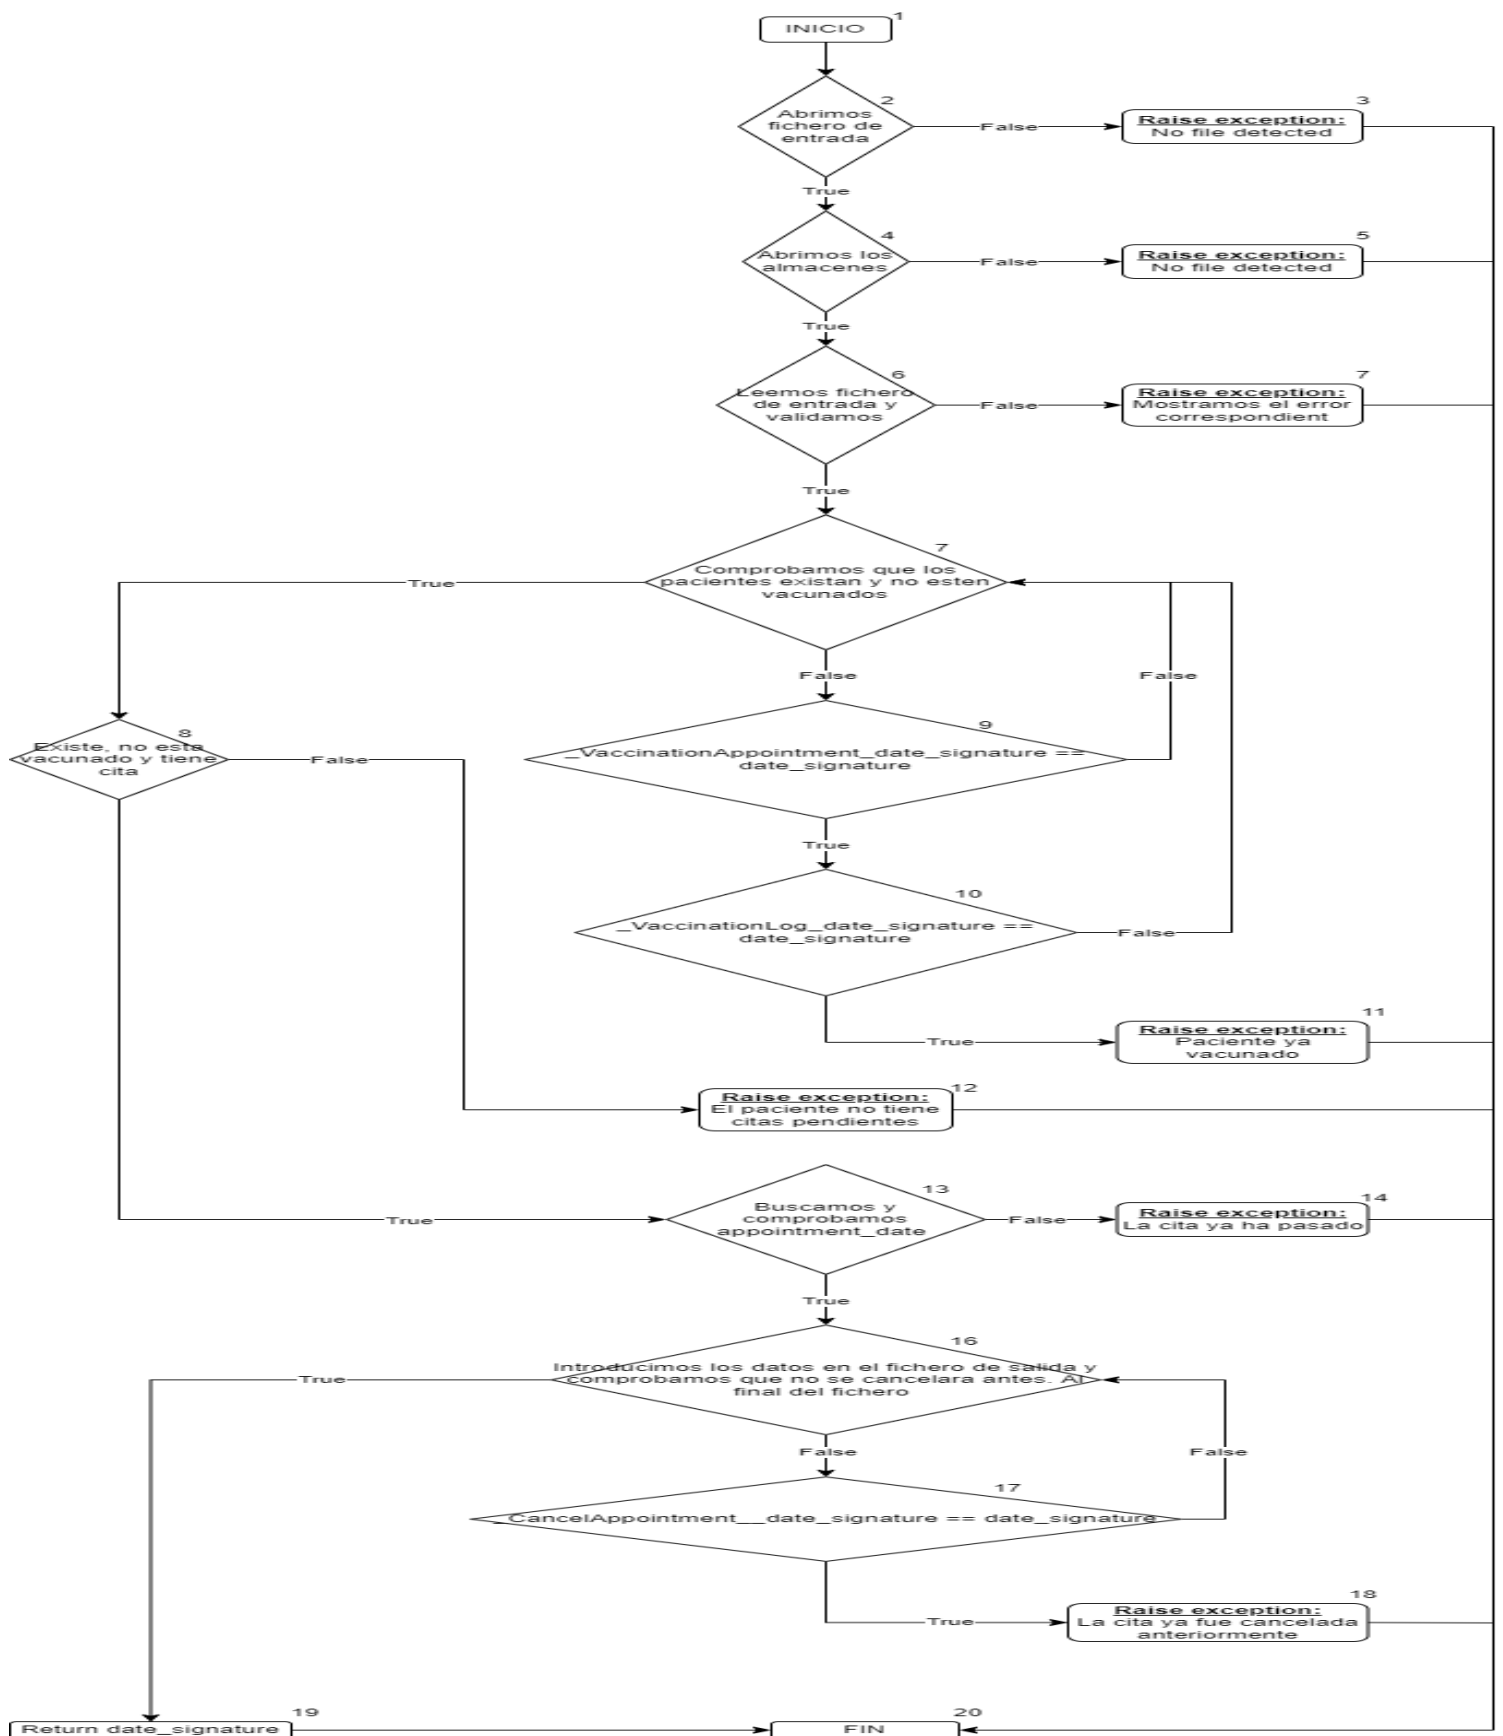 1
INICIO
2
Abrimos
fichero de
entrada
False
3
Raise exception:
No file detected
True
4
Abrimos los
almacenes
False
5
Raise exception:
No file detected
True
6
Leemos fichero
de entrada y
validamos
False
7
Raise exception:
Mostramos el error
correspondient
True
7
Comprobamos que los
pacientes existan y no esten
vacunados
True
False
False
8
Existe, no esta
vacunado y tiene
cita
False
9
_VaccinationAppointment_date_signature ==
date_signature
True
10
_VaccinationLog_date_signature ==
date_signature
False
True
11
Raise exception:
Paciente ya
vacunado
12
Raise exception:
El paciente no tiene
citas pendientes
True
13
Buscamos y
comprobamos
appointment_date
False
14
Raise exception:
La cita ya ha pasado
True
16
Introducimos los datos en el fichero de salida y
comprobamos que no se cancelara antes. Al
final del fichero
True
False
False
17
_CancelAppointment__date_signature == date_signature
True
18
Raise exception:
La cita ya fue cancelada
anteriormente
19
Return date_signature
20
FIN